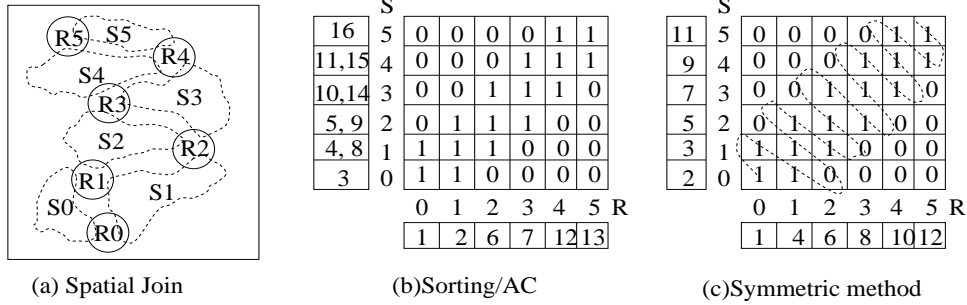 R5 S5
R4
S4
R3 S3
S2
R2
R1
S0 S1
R0
(a) Spatial Join
S
16 5 0 0 0 0 1 1
11,15 4 0 0 0 1 1 1
10,14 3 0 0 1 1 1 0
5, 9 2 0 1 1 1 0 0
4, 8 1 1 1 1 0 0 0
3 0 1 1 0 0 0 0
0 1 2 3 4 5 R
1 2 6 7 12 13
(b)Sorting/AC
S
11 5 0 0 0 0 1 1
9 4 0 0 0 1 1 1
7 3 0 0 1 1 1 0
5 2 0 1 1 1 0 0
3 1 1 1 1 0 0 0
2 0 1 1 0 0 0 0
0 1 2 3 4 5 R
1 4 6 8 10 12
(c)Symmetric method